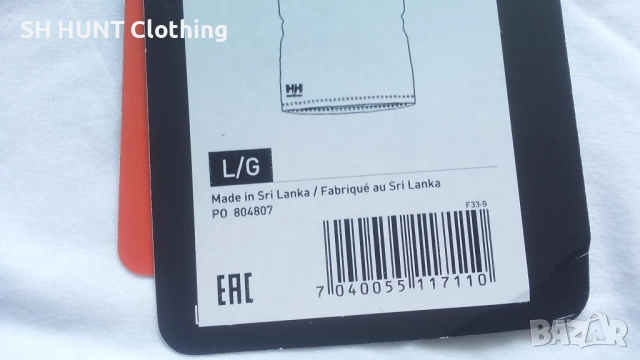 SH HUNT Clothing
HH
L/G
Made in Sri Lanka / Fabriqué au Sri Lanka
PO 804807
F33-9
EAC
7 040055 117110
BAZAR